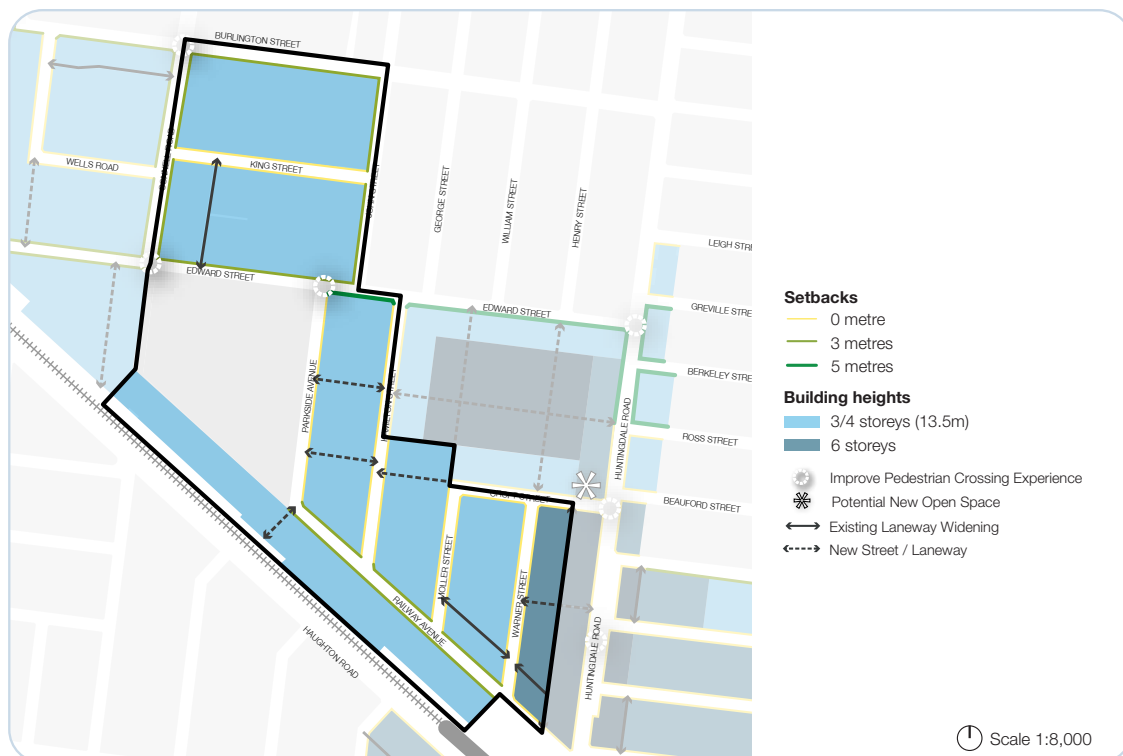 BURLINGTON STREET
WELLS ROAD
KING STREET
GEORGE STREET
WILLIAM STREET
HENRY STREET
LEIGH STRE
EDWARD STREET
EDWARD STREET
GREVILLE STRE
PARKSIDE AVENUE
BERKELEY STRE
HUNTINGDALE ROAD
ROSS STREET
BEAUFORD STREET
MOLLER STREET
WARNER STREET
RAILWAY AVENUE
HAUGHTON ROAD
HUNTINGDALE ROAD
Setbacks
0 metre
3 metres
5 metres
Building heights
3/4 storeys (13.5m)
6 storeys
Improve Pedestrian Crossing Experience
Potential New Open Space
Existing Laneway Widening
New Street / Laneway
Scale 1:8,000